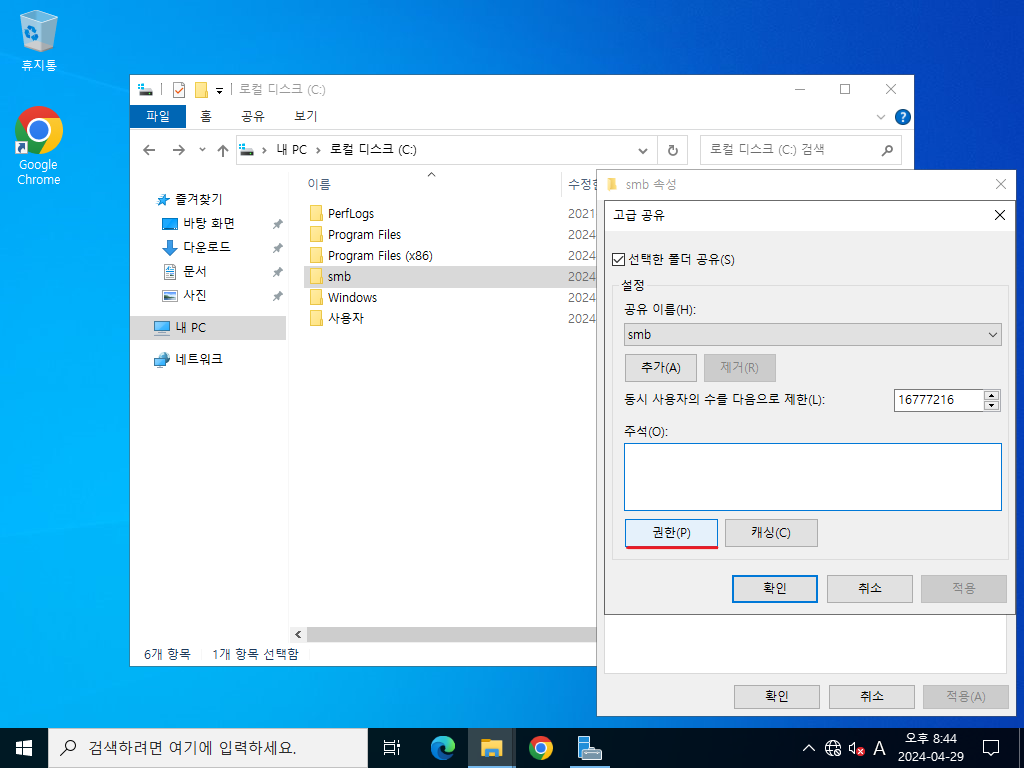 휴지통
Google
Chrome
로컬 디스크 (C:)
파일
홈
공유
보기
?
내 PC
로컬 디스크 (C:)
로컬 디스크 (C:) 검색
즐겨찾기
바탕 화면
다운로드
문서
사진
내 PC
네트워크
이름
수정한
PerfLogs
2021
Program Files
2024
Program Files (x86)
2024
smb
2024
Windows
2024
사용자
2024
6개 항목
1개 항목 선택함
smb 속성
고급 공유
선택한 폴더 공유(S)
설정
공유 이름(H):
smb
추가(A)
제거(R)
동시 사용자의 수를 다음으로 제한(L):
16777216
주석(O):
권한(P)
캐싱(C)
확인
취소
적용
확인
취소
적용(A)
검색하려면 여기에 입력하세요.
A
오후 8:44
2024-04-29